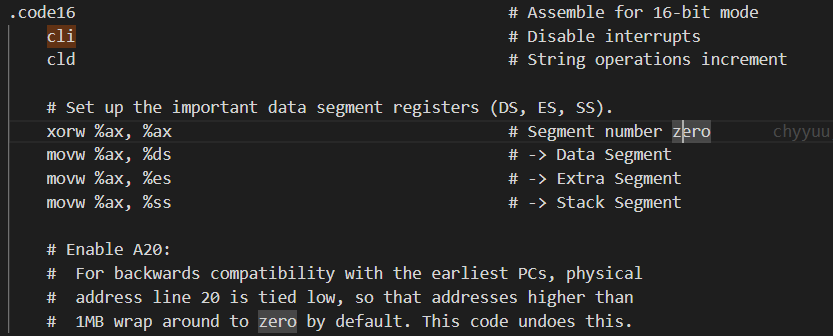 .code16 # Assemble for 16-bit mode
cli # Disable interrupts
cld # String operations increment
# Set up the important data segment registers (DS, ES, SS).
xorw %ax, %ax # Segment number zero chyyuu
movw %ax, %ds # -> Data Segment
movw %ax, %es # -> Extra Segment
movw %ax, %ss # -> Stack Segment
# Enable A20:
#  For backwards compatibility with the earliest PCs, physical
#  address line 20 is tied low, so that addresses higher than
#  1MB wrap around to zero by default. This code undoes this.